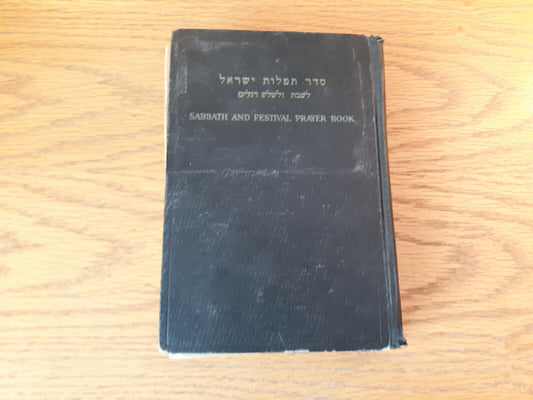 סדר תפלות ישראל
לשבת ולשלש רגלים
SABBATH AND FESTIVAL PRAYER BOOK